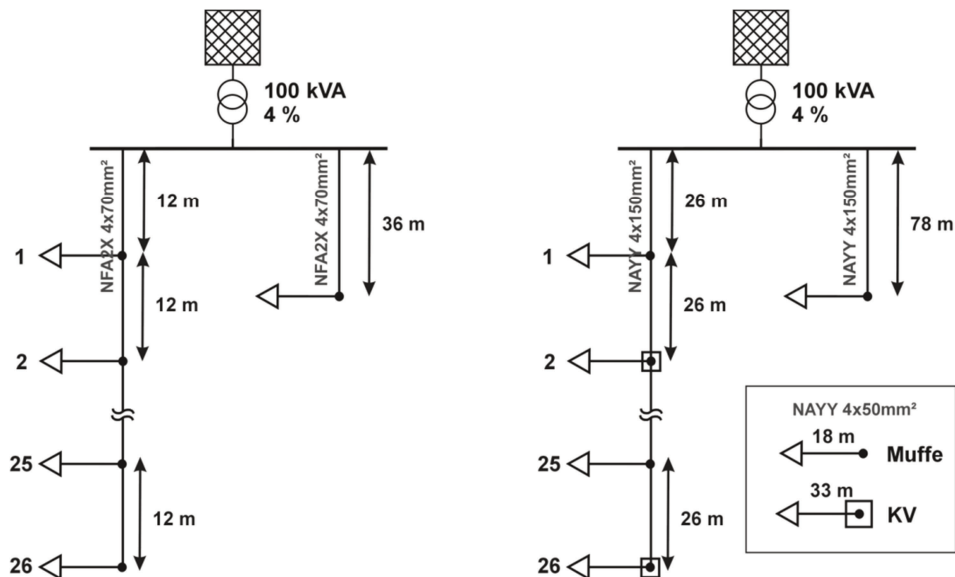 100 kVA
4 %
NFA2X 4x70mm²
12 m
NFA2X 4x70mm²
36 m
1
12 m
2
25
12 m
26
100 kVA
4 %
NAYY 4x150mm²
26 m
NAYY 4x150mm²
78 m
1
26 m
2
25
26 m
26
NAYY 4x50mm²
18 m
Muffe
33 m
KV